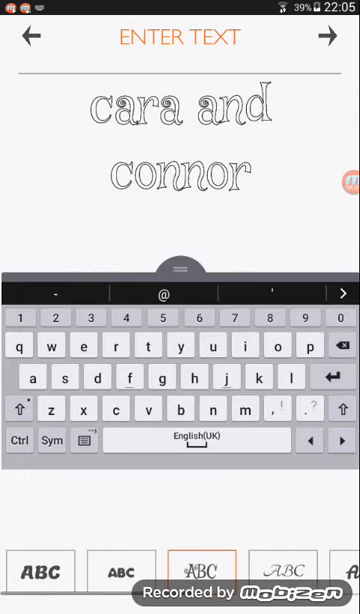 39% 22:05
ENTER TEXT
cara and
connor
- @ '
1 2 3 4 5 6 7 8 9 0
q w e r t y u i o p
a s d f g h j k l
z x c v b n m , ! . ?
Ctrl Sym English(UK)
ABC ABC ABC ABC A
Recorded by Mobizen